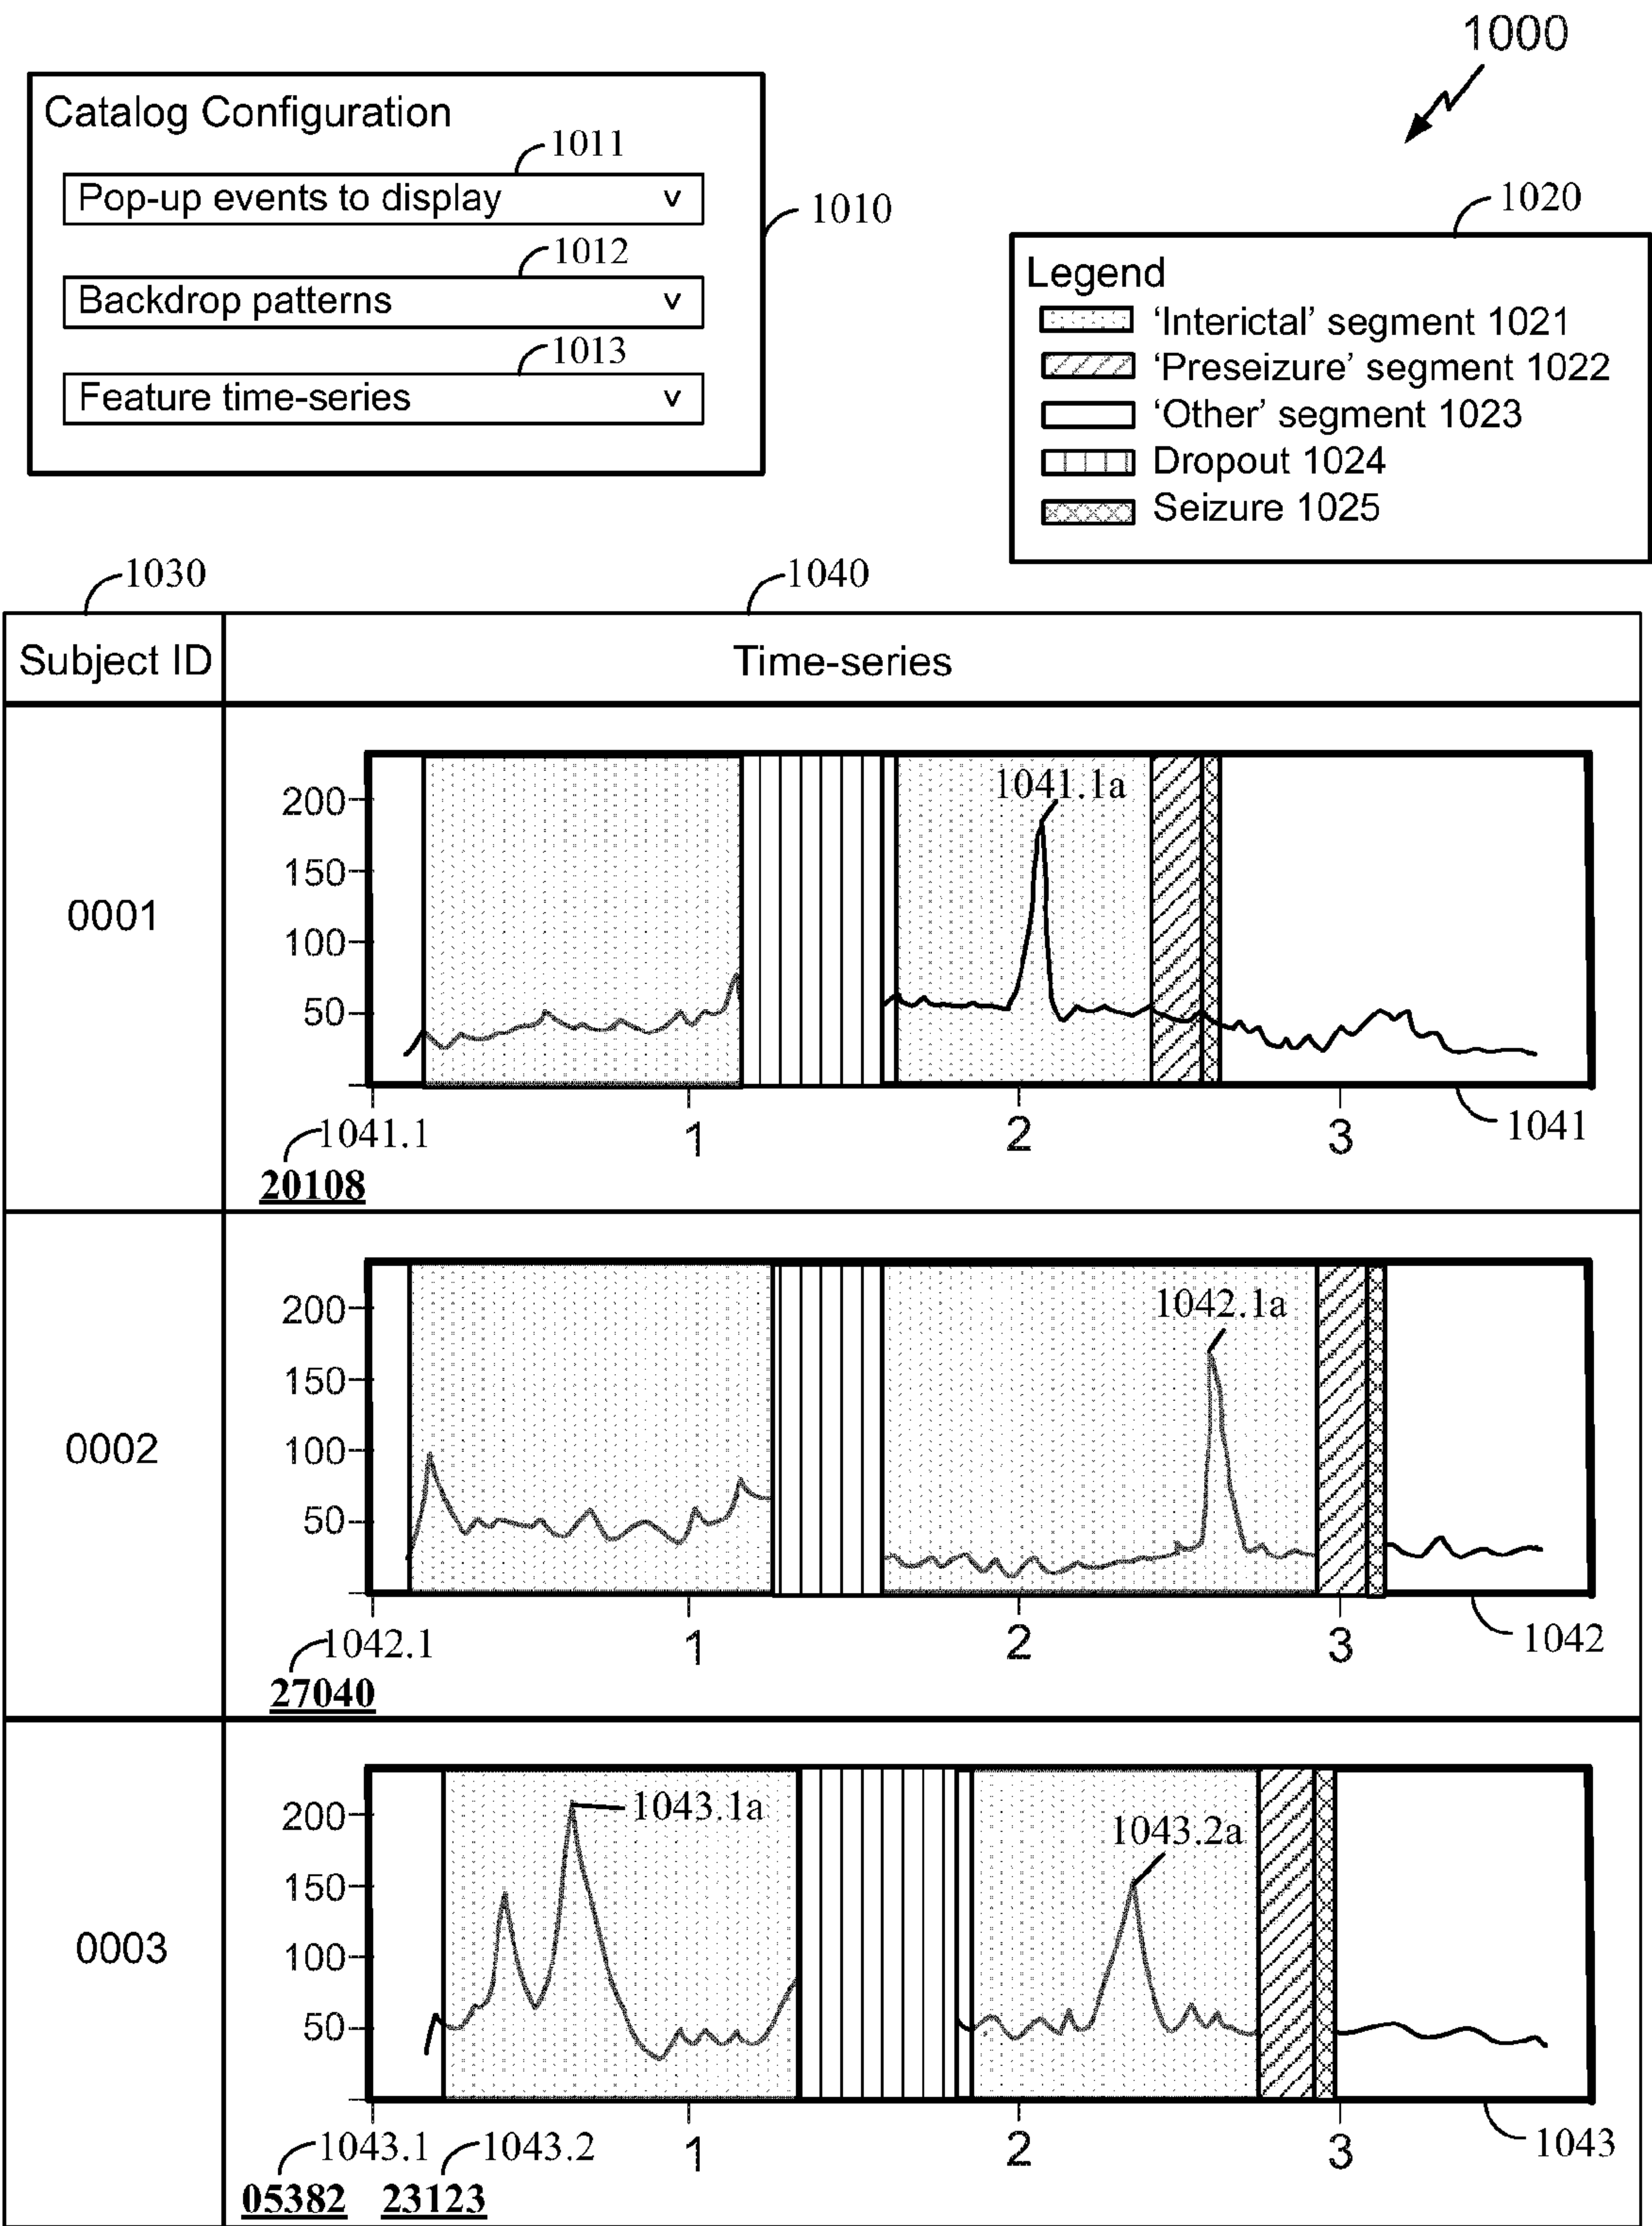 1000
Catalog Configuration
1011
Pop-up events to display v
1010
1012
Backdrop patterns v
1013
Feature time-series v
1020
Legend
‘Interictal’ segment 1021
‘Preseizure’ segment 1022
‘Other’ segment 1023
Dropout 1024
Seizure 1025
1030 1040
Subject ID Time-series
0001
200
150
100
50
1041.1a
1 2 3
1041.1
1041
20108
0002
200
150
100
50
1042.1a
1 2 3
1042.1
1042
27040
0003
200
150
100
50
1043.1a
1043.2a
1 2 3
1043.1 1043.2
1043
05382 23123